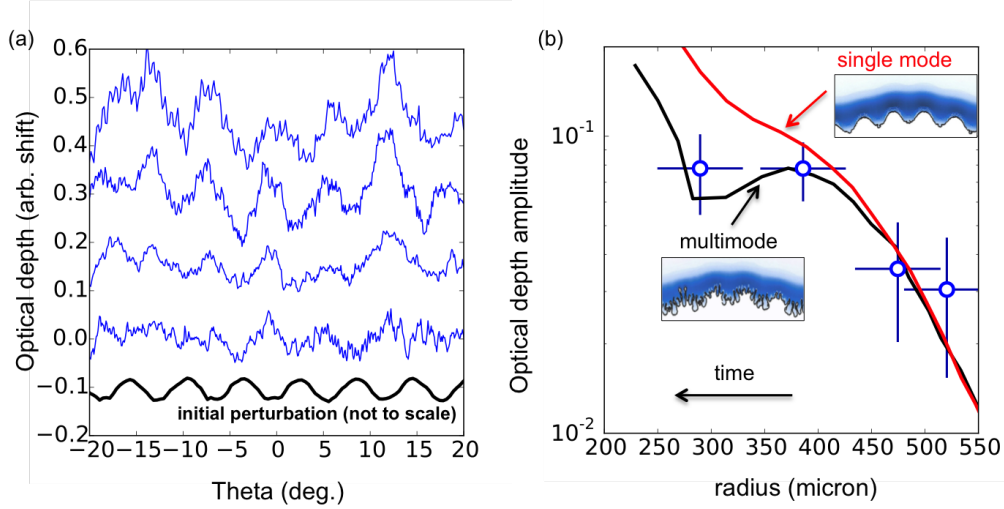 (a)
Optical depth (arb. shift)
0.6
0.5
0.4
0.3
0.2
0.1
0.0
−0.1
−0.2
initial perturbation (not to scale)
−20 −15 −10 −5 0 5 10 15 20
Theta (deg.)
(b)
Optical depth amplitude
10⁻¹
10⁻²
single mode
multimode
time
200 250 300 350 400 450 500 550
radius (micron)